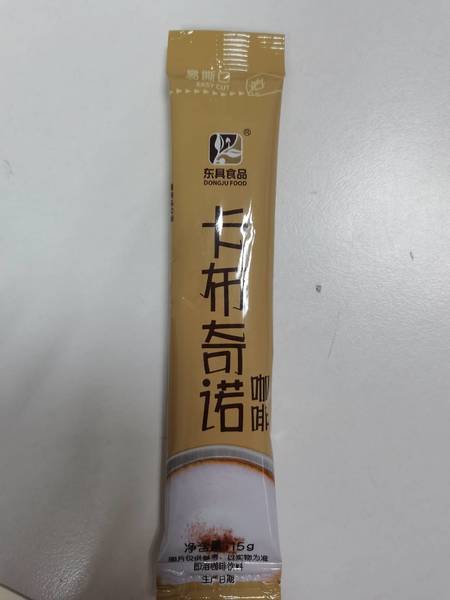 易撕口
EASY CUT
®
东具食品
DONGJU FOOD
卡布奇诺
咖啡
净含量:15g
图片仅供参考，以实物为准
即溶咖啡饮料
生产日期